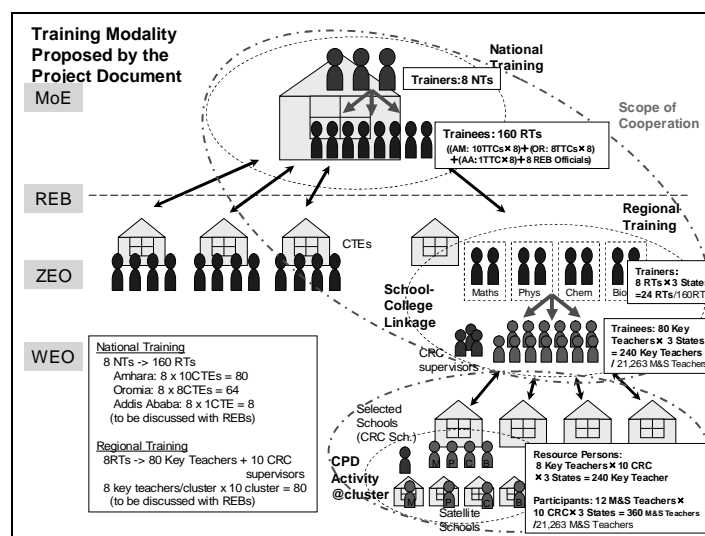 Training Modality
Proposed by the
Project Document
MoE
REB
ZEO
WEO
National
Training
Trainers:8 NTs
Scope of
Cooperation
Trainees: 160 RTs
((AM: 10TTCs×8)+(OR: 8TTCs×8)
+(AA: 1TTC×8)+8 REB Officials)
CTEs
Regional
Training
Maths
Phys
Chem
Bio
Trainers:
8 RTs×3 States
=24 RTs/160RT
School-
College
Linkage
CRC
supervisors
Trainees: 80 Key
Teachers× 3 States
= 240 Key Teachers
/ 21,263 M&S Teachers
National Training
8 NTs -> 160 RTs
Amhara: 8 x 10CTEs = 80
Oromia: 8 x 8CTEs = 64
Addis Ababa: 8 x 1CTE = 8
(to be discussed with REBs)
Regional Training
8RTs -> 80 Key Teachers + 10 CRC
supervisors
8 key teachers/cluster x 10 cluster = 80
(to be discussed with REBs)
Selected
Schools
(CRC Sch.)
CPD
Activity
@cluster
M P C B
M P C B
Satellite
Schools
Resource Persons:
8 Key Teachers×10 CRC
×3 States= 240 Key Teacher
Participants: 12 M&S Teachers×
10 CRC×3 States = 360 M&S Teachers
/21,263 M&S Teachers